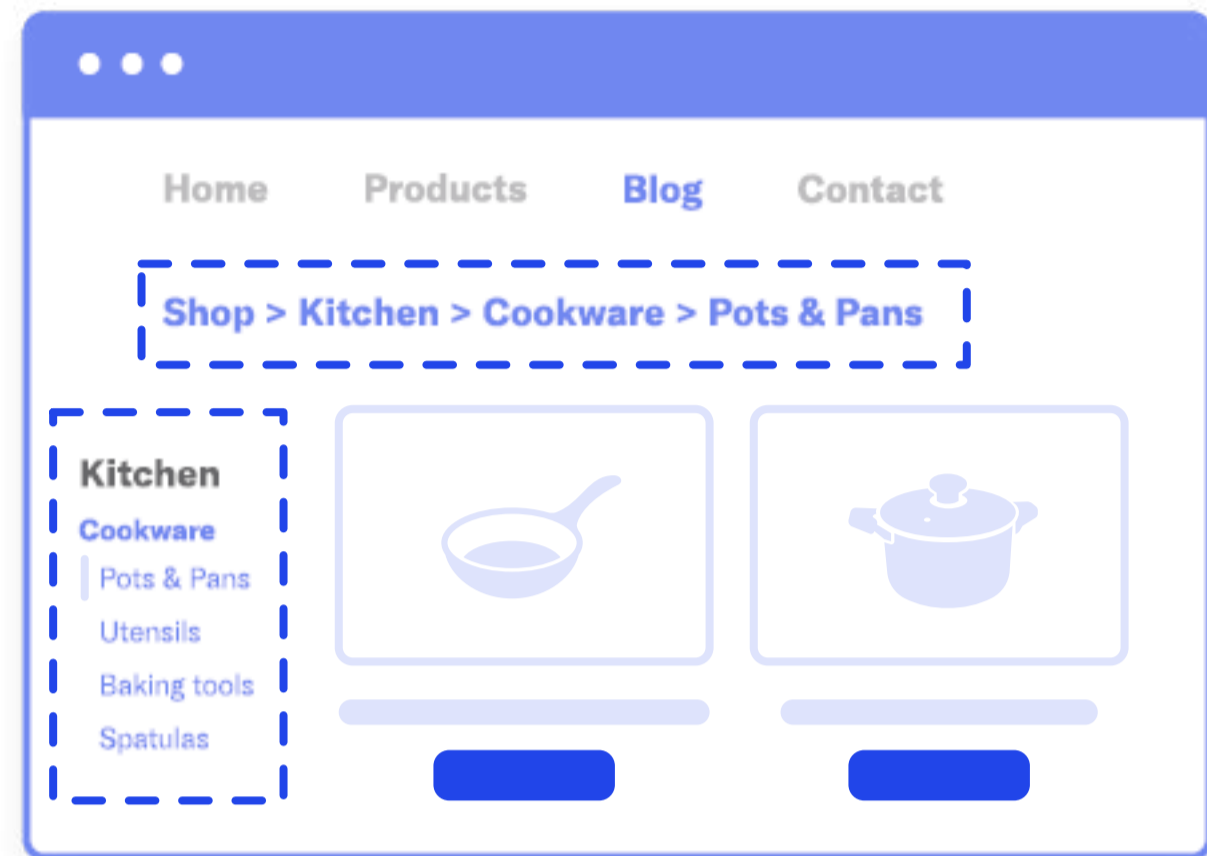 Home Products Blog Contact
Shop > Kitchen > Cookware > Pots & Pans
Kitchen
Cookware
Pots & Pans
Utensils
Baking tools
Spatulas